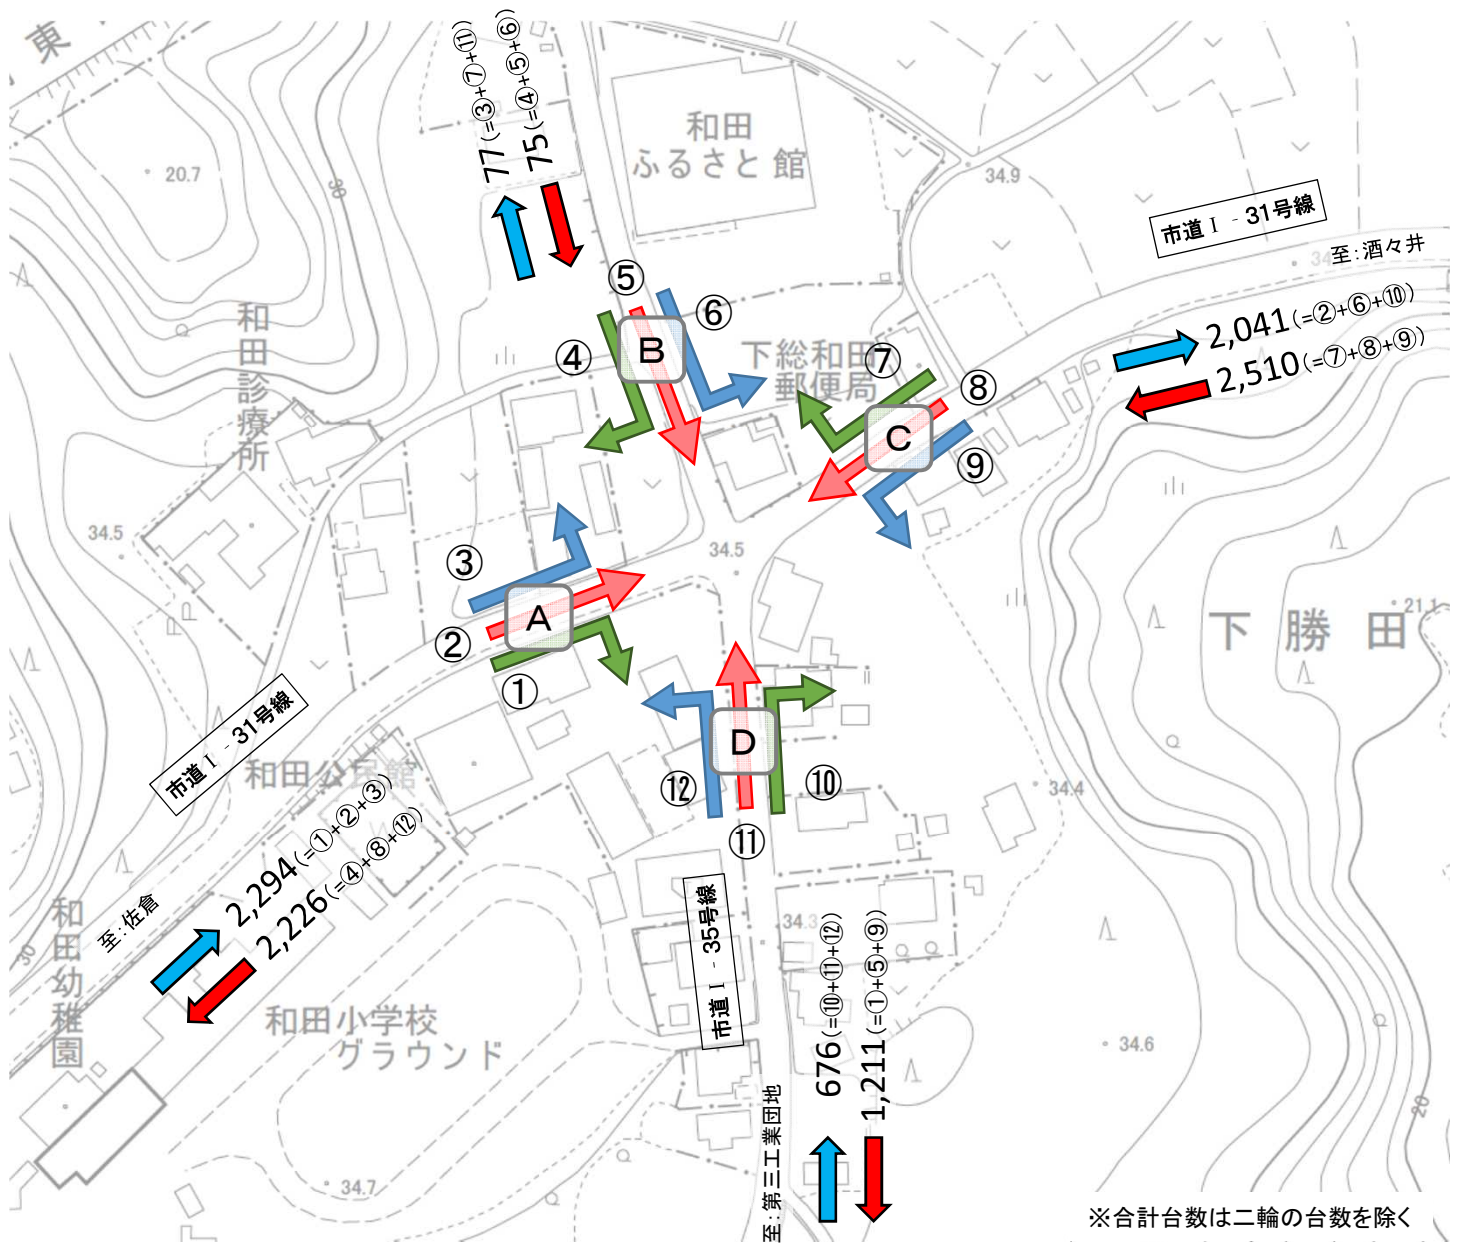 東
20.7
30
77(=③+⑦+⑪)
75(=④+⑤+⑥)
和田
ふるさと館
34.9
市道Ⅰ‐31号線
至:酒々井
2,041(=②+⑥+⑩)
2,510(=⑦+⑧+⑨)
⑤
⑥
④
B
下総和田
郵便局
⑦
⑧
C
⑨
和田診療所
34.5
34.5
③
A
②
①
下勝田
21.1
市道Ⅰ‐31号線
和田公民館
D
⑫
⑩
⑪
34.4
2,294(=①+②+③)
2,226(=④+⑧+⑫)
至:佐倉
30
和田幼稚園
市道Ⅰ‐35号線
34.3
676(=⑩+⑪+⑫)
1,211(=①+⑤+⑨)
和田小学校
グラウンド
34.6
20
34.7
至:第三工業団地
※合計台数は二輪の台数を除く